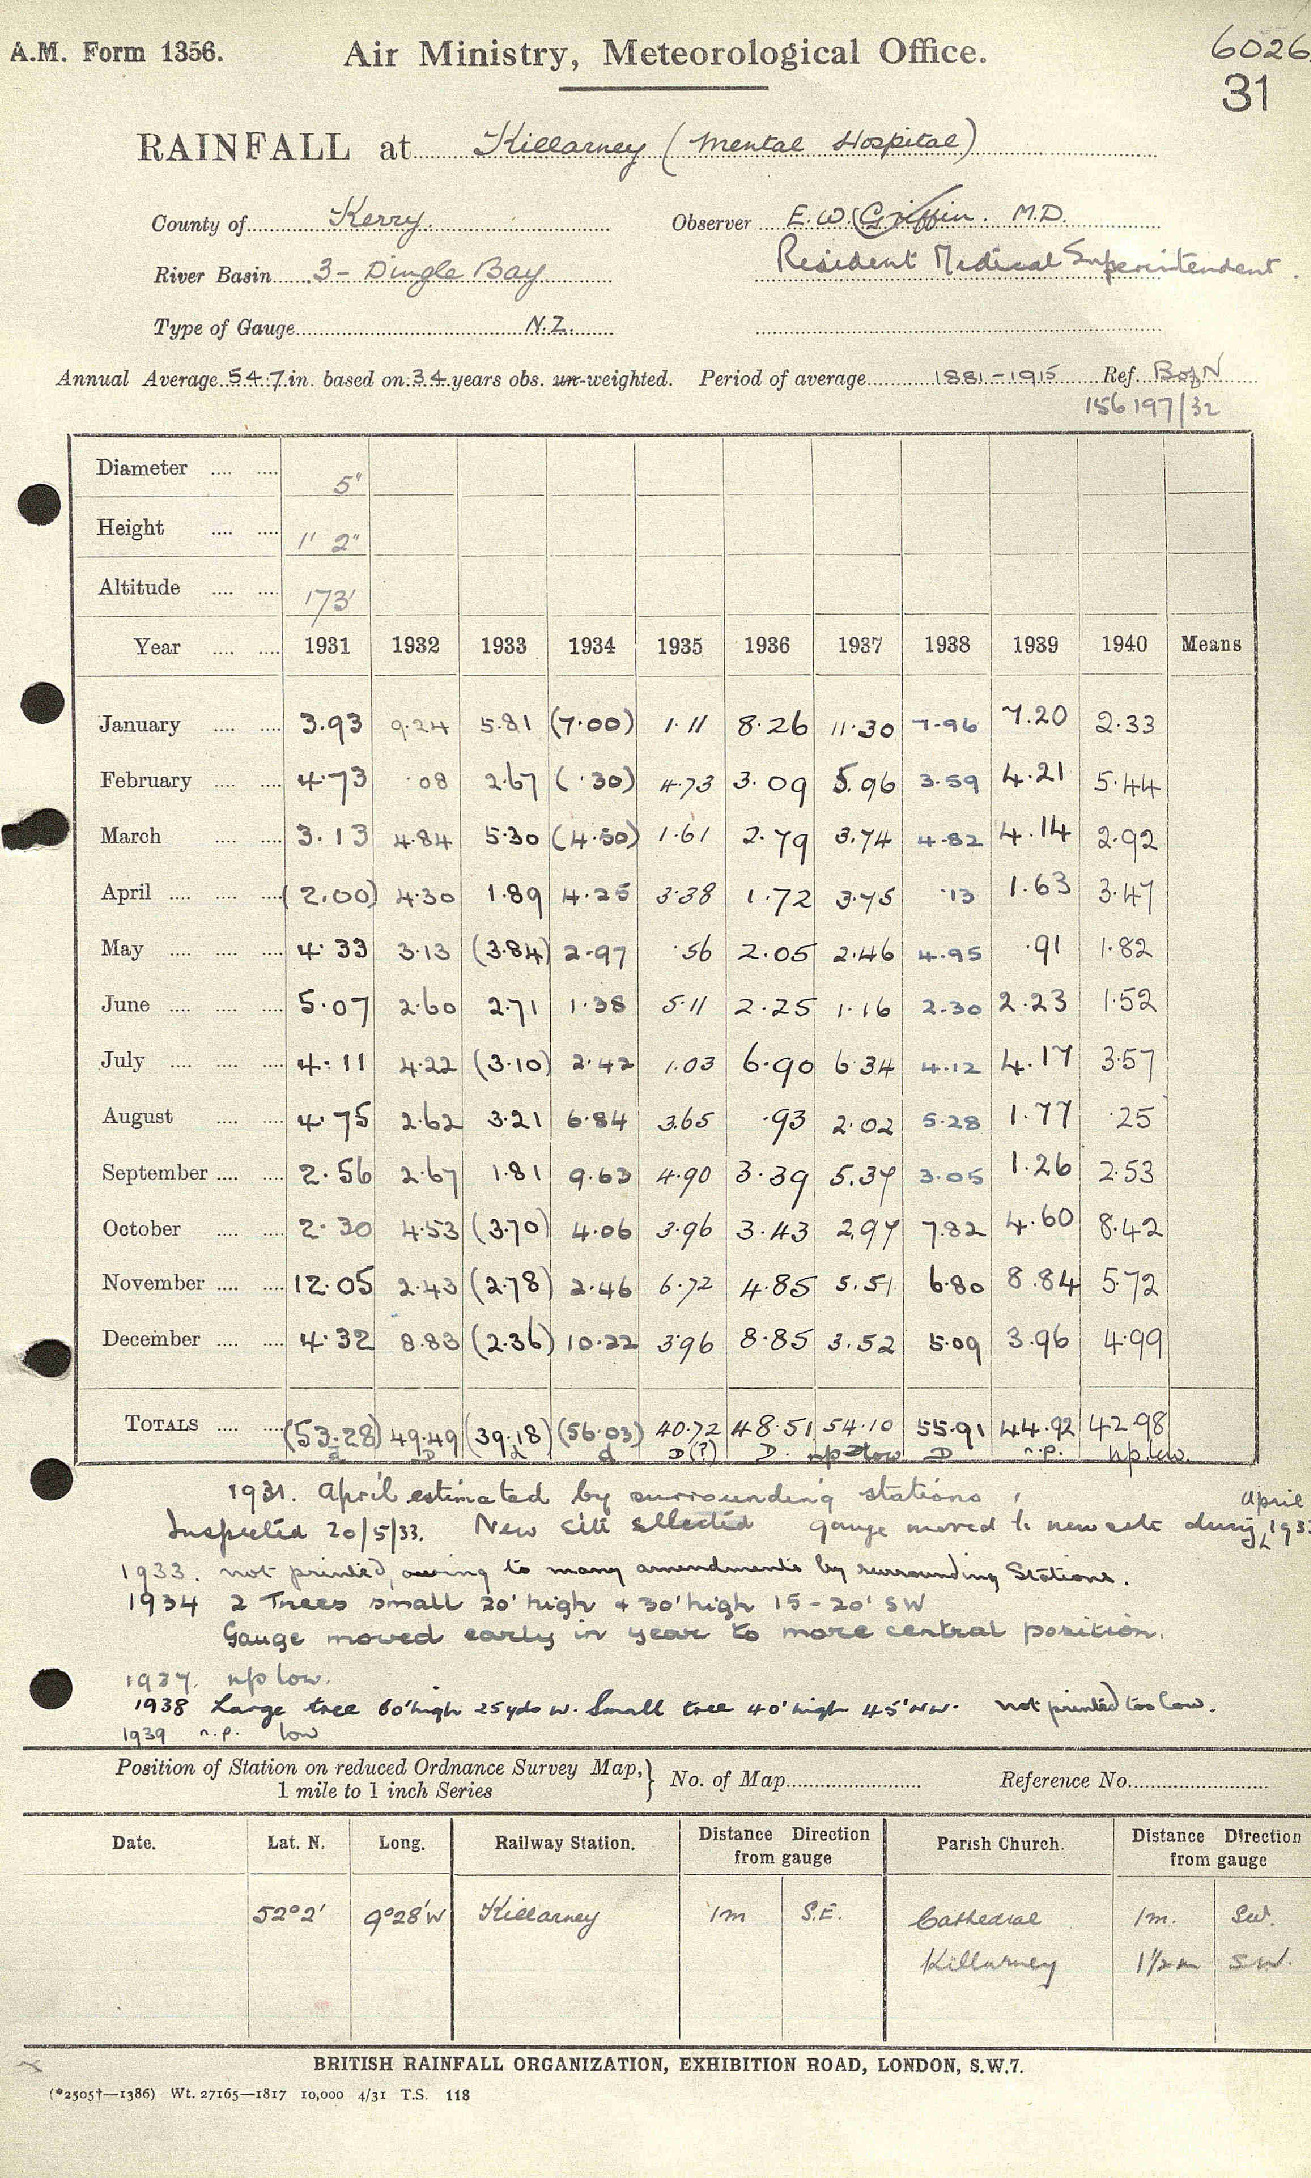 A.M. Form 1356. Air Ministry, Meteorological Office. 6026
31
RAINFALL at Killarney (Mental Hospital)
County of Kerry. Observer E. W. Griffin. M.D.
River Basin 3 - Dingle Bay Resident Medical Superintendent.
Type of Gauge N.Z.
Annual Average 54.7 in. based on 34 years obs. un-weighted. Period of average 1881-1915 Ref. B of N
156197/32
Diameter 5"
Height 1' 2"
Altitude 173'
Year 1931 1932 1933 1934 1935 1936 1937 1938 1939 1940 Means
January 3.93 9.24 5.81 (7.00) 1.11 8.26 11.30 7.96 7.20 2.33
February 4.73 .08 2.67 (.30) 4.73 3.09 5.96 3.59 4.21 5.44
March 3.13 4.84 5.30 (4.50) 1.61 2.79 3.74 4.82 4.14 2.92
April (2.00) 4.30 1.89 4.25 3.38 1.72 3.75 .13 1.63 3.47
May 4.33 3.13 (3.84) 2.97 .56 2.05 2.46 4.95 .91 1.82
June 5.07 2.60 2.71 1.38 5.11 2.25 1.16 2.30 2.23 1.52
July 4.11 4.22 (3.10) 2.42 1.03 6.90 6.34 4.12 4.17 3.57
August 4.75 2.62 3.21 6.84 3.65 .93 2.02 5.28 1.77 .25
September 2.56 2.67 1.81 9.63 4.90 3.39 5.37 3.05 1.26 2.53
October 2.30 4.53 (3.70) 4.06 3.96 3.43 2.97 7.82 4.60 8.42
November 12.05 2.43 (2.78) 2.46 6.72 4.85 5.51 6.80 8.84 5.72
December 4.32 8.83 (2.36) 10.22 3.96 8.85 3.52 5.09 3.96 4.99
TOTALS (53.28) 49.49 (39.18) (56.03) 40.72 48.51 54.10 55.91 44.92 42.98
d D d d D(?) D. np low D n.p. np low.
1931. April estimated by surrounding stations,
Inspected 20/5/33. New site selected gauge moved to new site during April 1933
1933. not printed, owing to many amendments by surrounding Stations.
1934 2 Trees small 20' high & 30' high 15-20' SW
Gauge moved early in year to more central position.
1937. np low.
1938 Large tree 60' high 25 yds W. Small tree 40' high 45' NW. not printed too low.
1939 n.p. low
Position of Station on reduced Ordnance Survey Map, 1 mile to 1 inch Series } No. of Map Reference No.
Date. Lat. N. Long. Railway Station. Distance Direction from gauge Parish Church. Distance Direction from gauge
52°2' 9°28'W Killarney 1m S.E. Cathedral 1m. SW.
Killarney 1½m SW.
BRITISH RAINFALL ORGANIZATION, EXHIBITION ROAD, LONDON, S.W.7.
(*2505†—1386) Wt. 27165—1817 10,000 4/31 T.S. 118